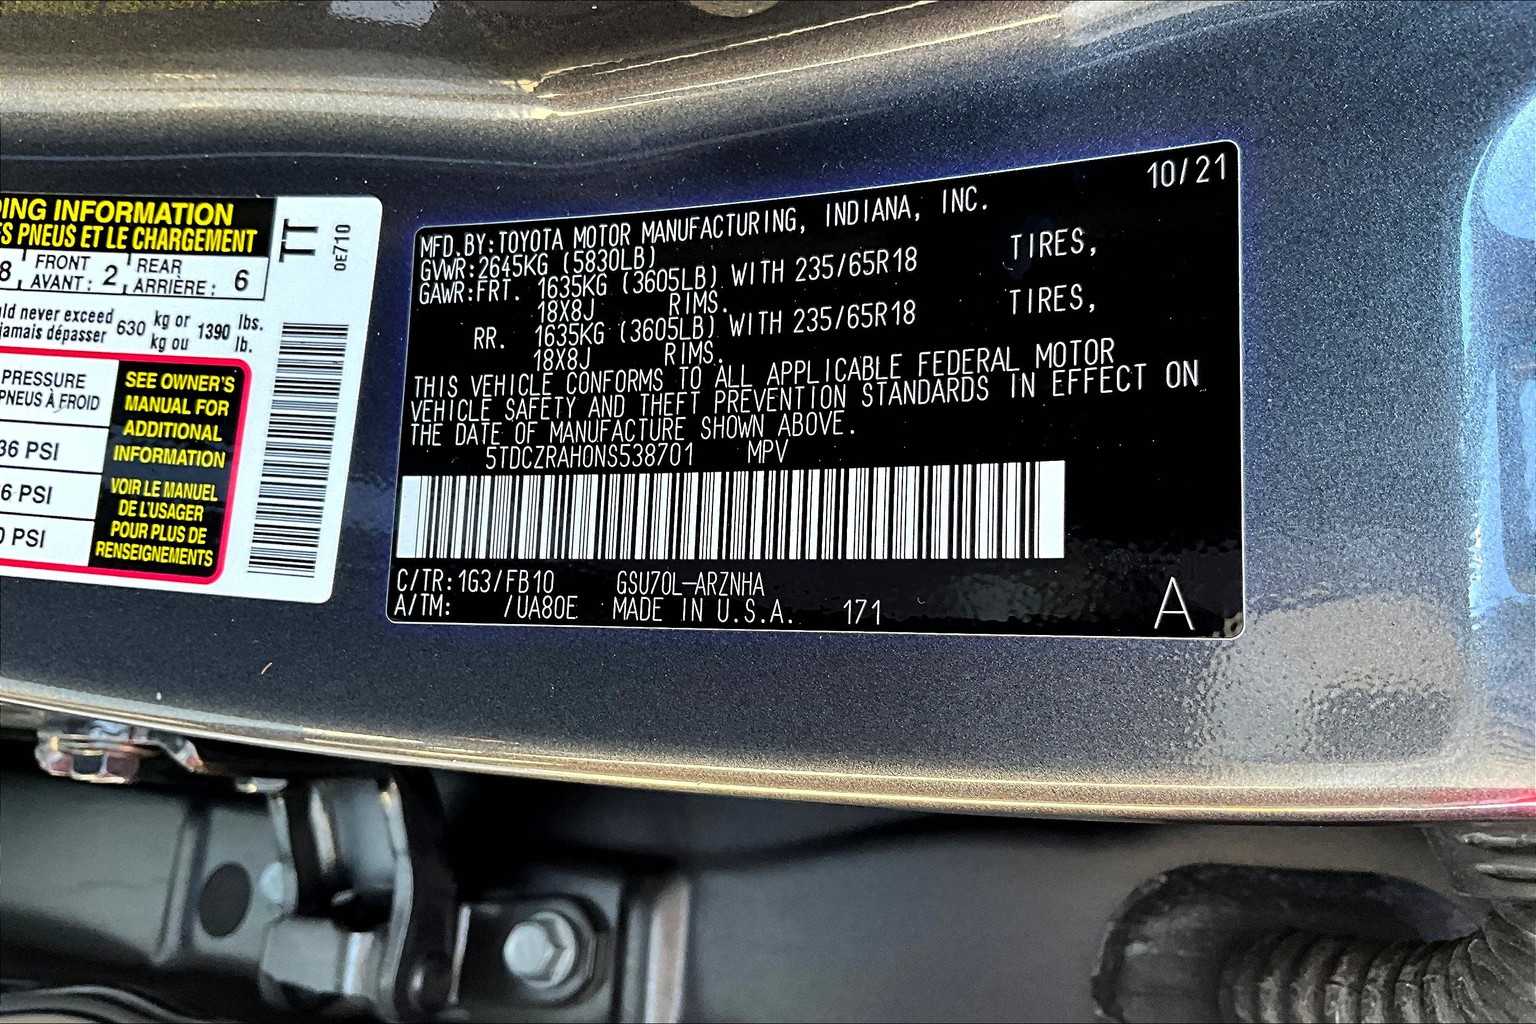 DING INFORMATION
S PNEUS ET LE CHARGEMENT
8 FRONT AVANT : 2 REAR ARRIÈRE : 6
uld never exceed 630 kg or 1390 lbs.
jamais dépasser kg ou lb.
PRESSURE
PNEUS À FROID
36 PSI
36 PSI
0 PSI
SEE OWNER'S
MANUAL FOR
ADDITIONAL
INFORMATION
VOIR LE MANUEL
DE L'USAGER
POUR PLUS DE
RENSEIGNEMENTS
TT
0E710
10/21
MFD.BY:TOYOTA MOTOR MANUFACTURING, INDIANA, INC.
GVWR:2645KG (5830LB)
GAWR:FRT. 1635KG (3605LB) WITH 235/65R18 TIRES,
18X8J RIMS.
RR. 1635KG (3605LB) WITH 235/65R18 TIRES,
18X8J RIMS.
THIS VEHICLE CONFORMS TO ALL APPLICABLE FEDERAL MOTOR
VEHICLE SAFETY AND THEFT PREVENTION STANDARDS IN EFFECT ON
THE DATE OF MANUFACTURE SHOWN ABOVE.
5TDCZRAH0NS538701 MPV
C/TR:1G3/FB10 GSU70L-ARZNHA
A/TM: /UA80E MADE IN U.S.A. 171
A